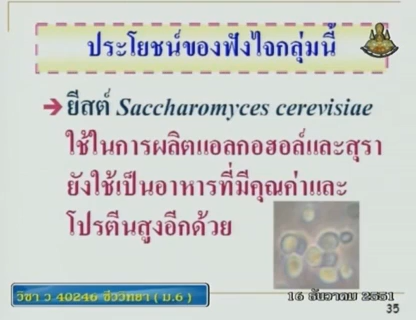 ประโยชน์ของฟังไจกลุ่มนี้
➔ ยีสต์ Saccharomyces cerevisiae
ใช้ในการผลิตแอลกอฮอล์และสุรา
ยังใช้เป็นอาหารที่มีคุณค่าและ
โปรตีนสูงอีกด้วย
วิชา ว 40246 ชีววิทยา ( ม.6 )
16 ธันวาคม 2551
35